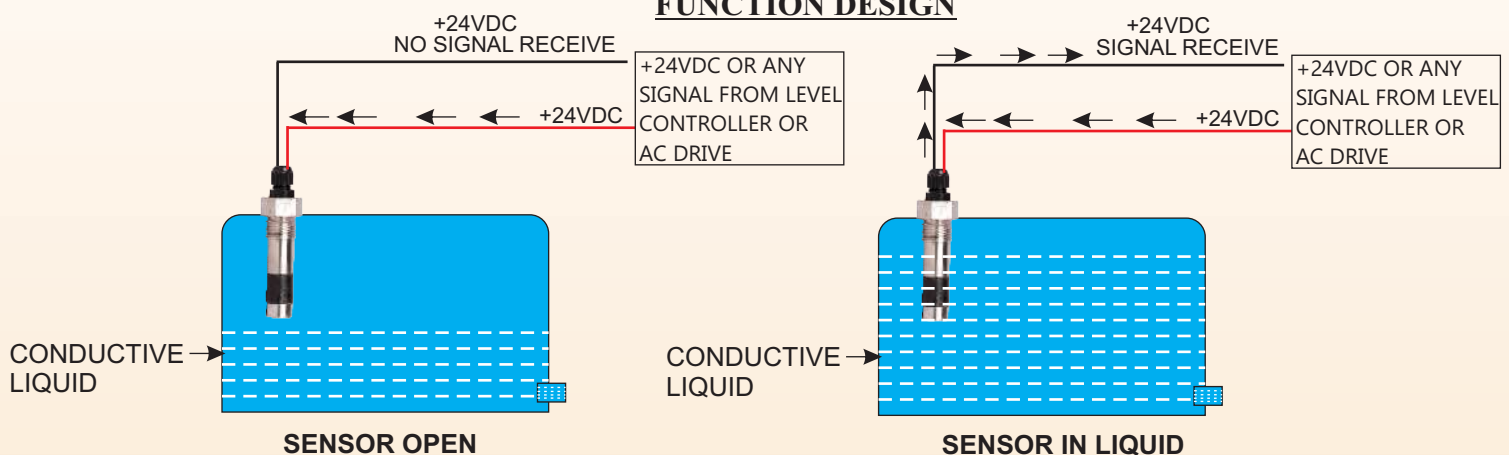 FUNCTION DESIGN
+24VDC
NO SIGNAL RECEIVE
+24VDC OR ANY
SIGNAL FROM LEVEL
CONTROLLER OR
AC DRIVE
+24VDC
CONDUCTIVE
LIQUID
SENSOR OPEN
+24VDC
SIGNAL RECEIVE
+24VDC OR ANY
SIGNAL FROM LEVEL
CONTROLLER OR
AC DRIVE
+24VDC
CONDUCTIVE
LIQUID
SENSOR IN LIQUID